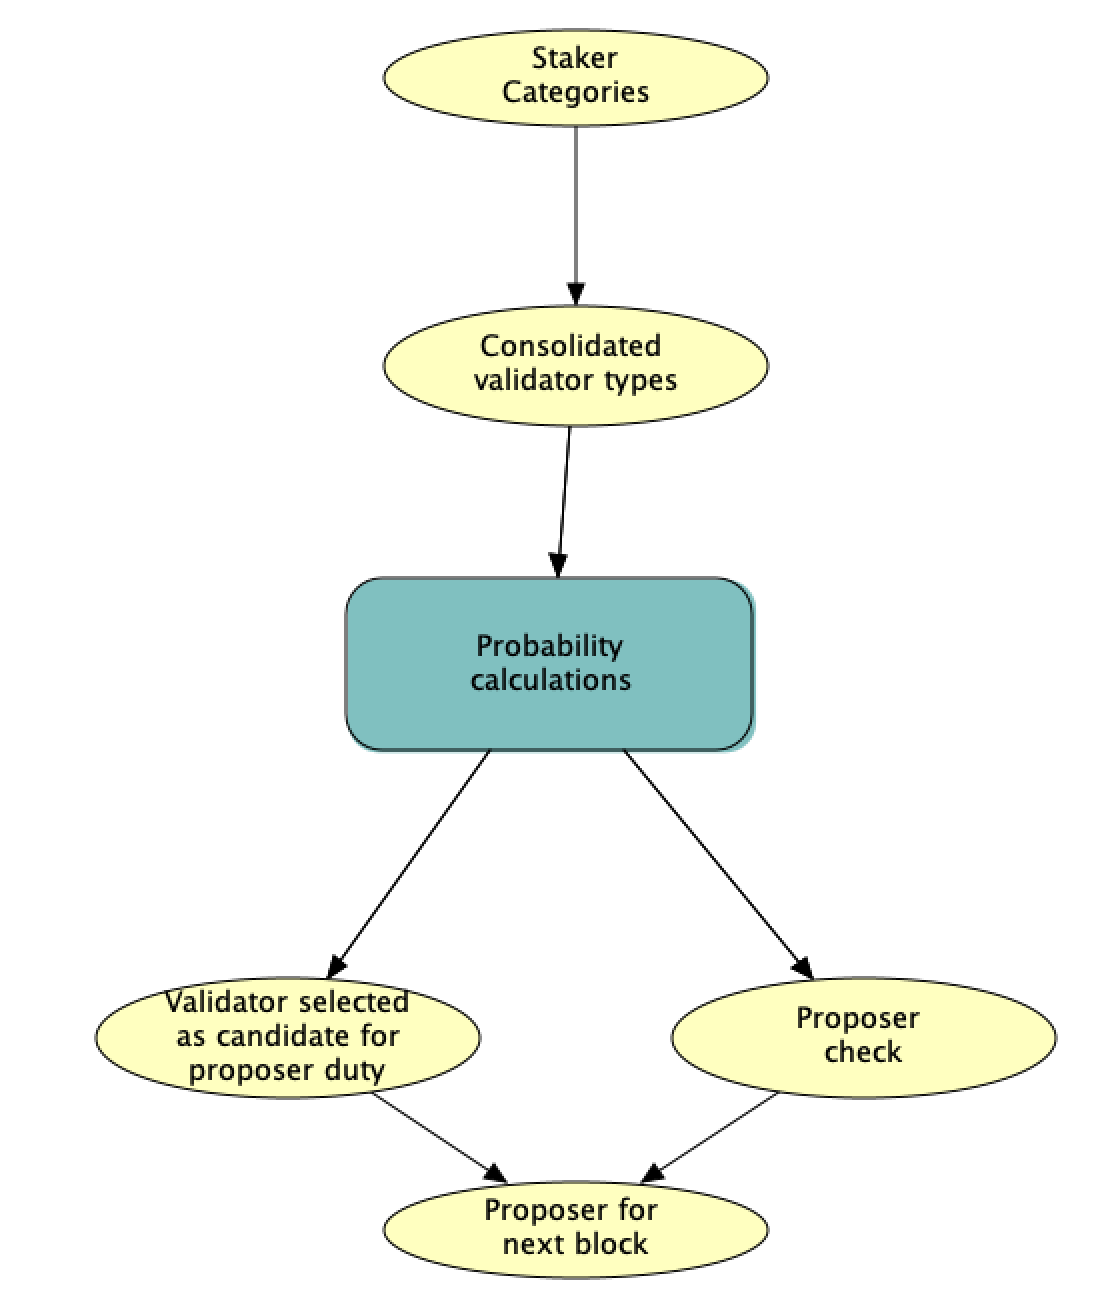 Staker
Categories
Consolidated
validator types
Probability
calculations
Validator selected
as candidate for
proposer duty
Proposer
check
Proposer for
next block